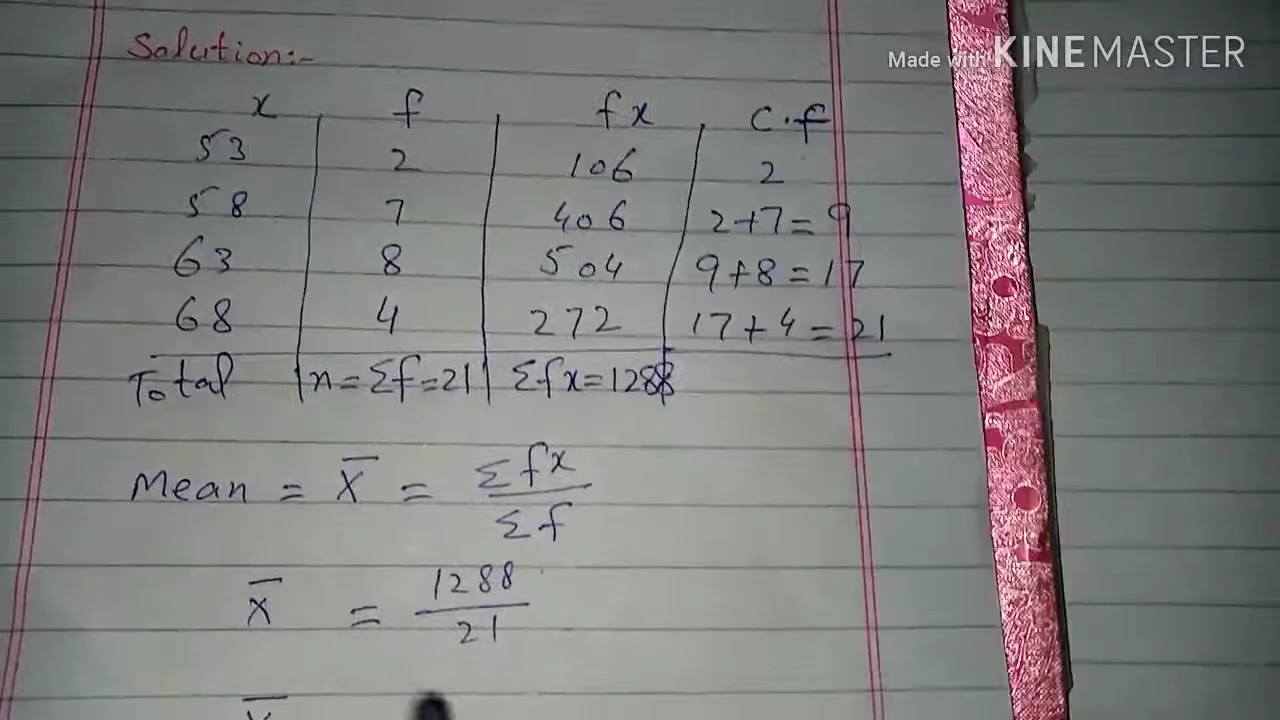 Made with KINEMASTER
Solution:-
x f fx C.f
53 2 106 2
58 7 406 2+7=9
63 8 504 9+8=17
68 4 272 17+4=21
Total n=Σf=21 Σfx=1288
Mean = X̅ = Σfx
Σf
X̅ = 1288
21